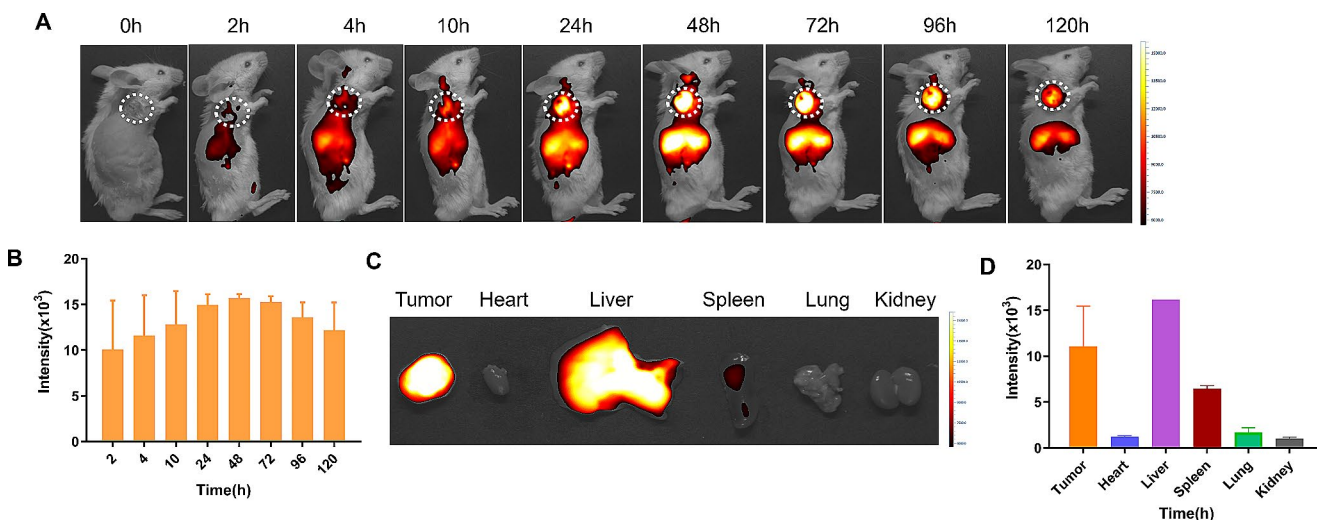 A
0h 2h 4h 10h 24h 48h 72h 96h 120h
B
Intensity(x10³)
20
15
10
5
0
2 4 10 24 48 72 96 120
Time(h)
C
Tumor Heart Liver Spleen Lung Kidney
D
Intensity(x10³)
20
15
10
5
0
Tumor Heart Liver Spleen Lung Kidney
Time(h)